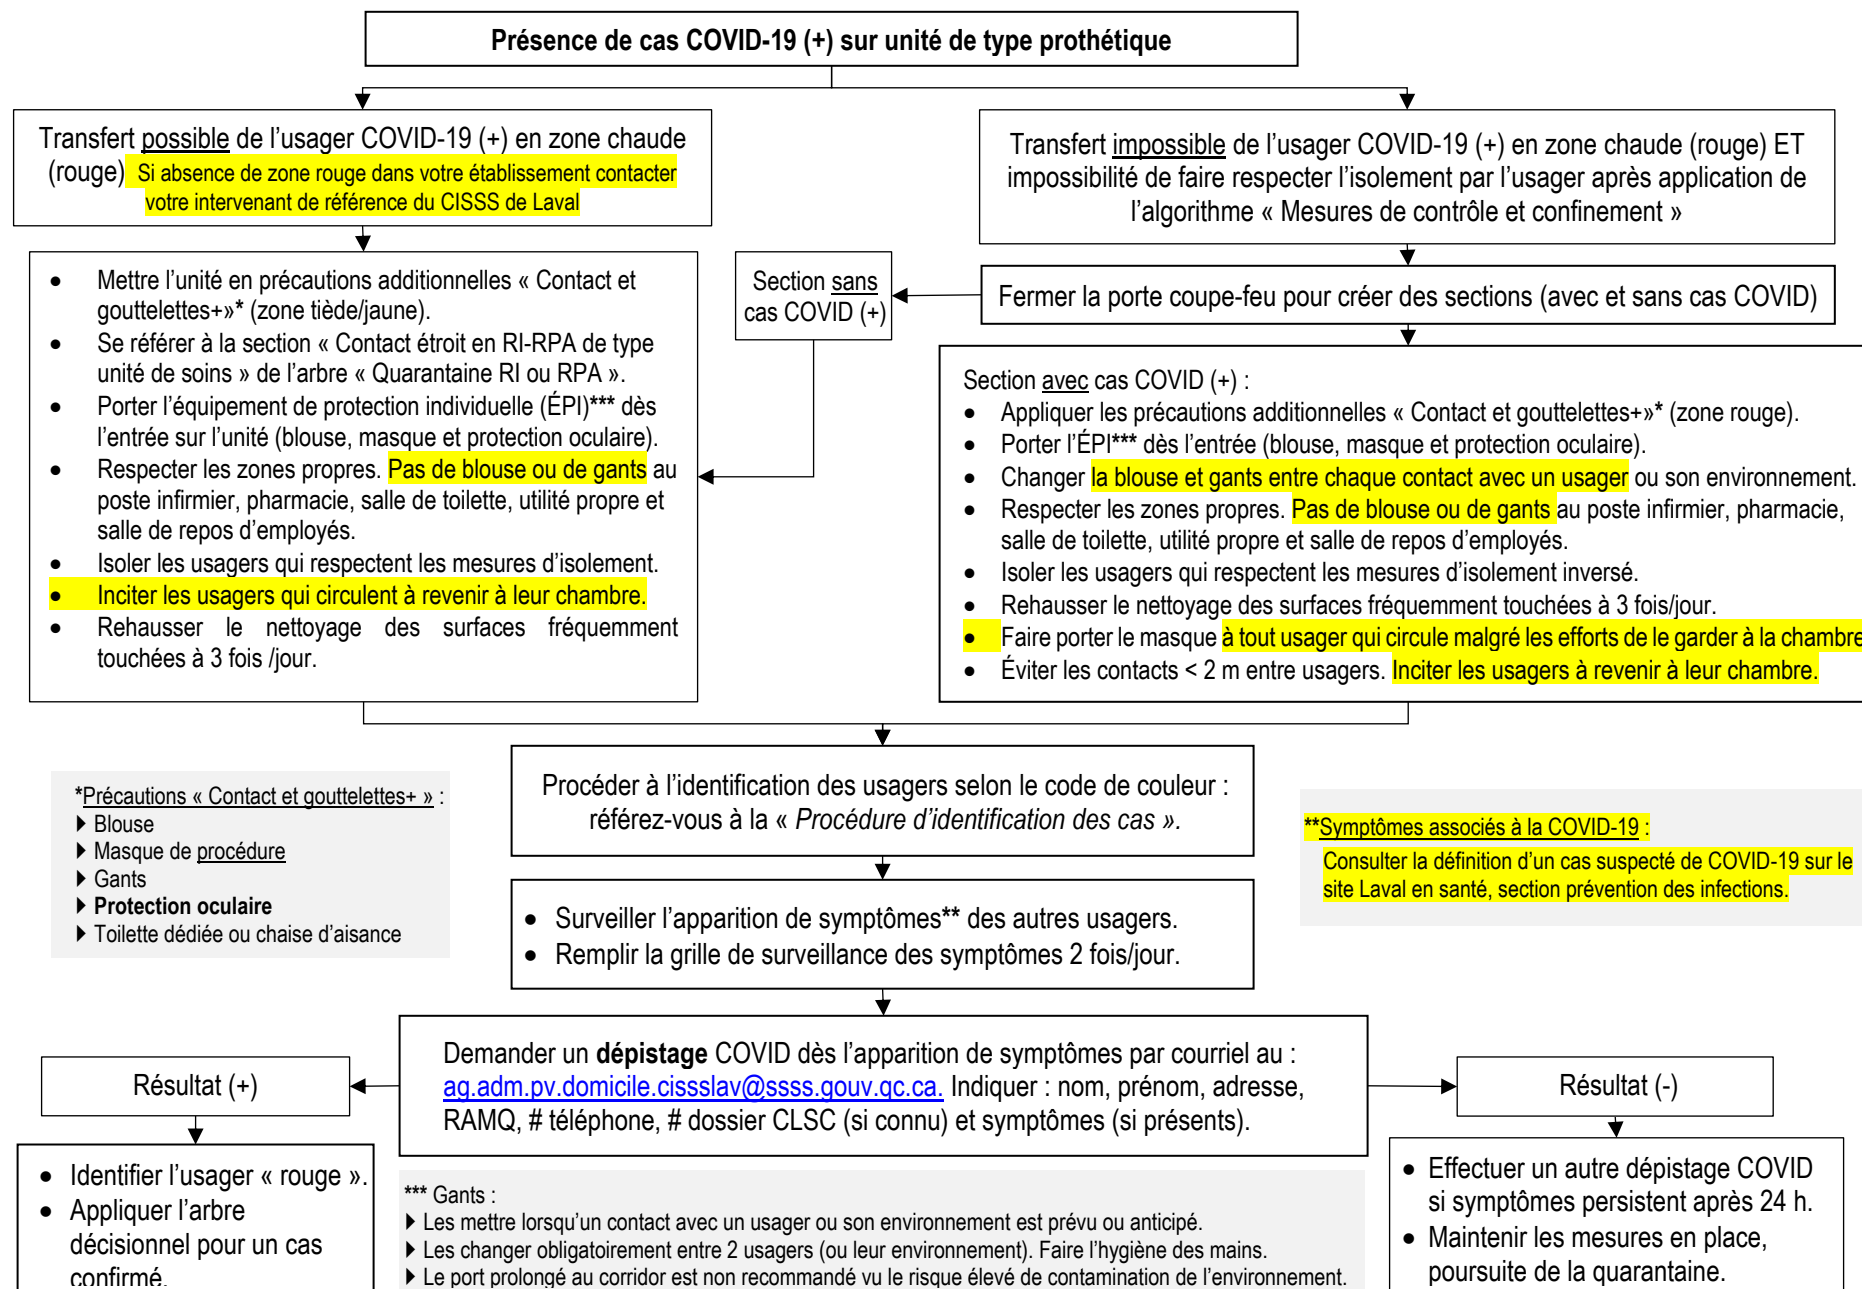 Présence de cas COVID-19 (+) sur unité de type prothétique
Transfert possible de l’usager COVID-19 (+) en zone chaude
(rouge) Si absence de zone rouge dans votre établissement contacter
votre intervenant de référence du CISSS de Laval
Transfert impossible de l’usager COVID-19 (+) en zone chaude (rouge) ET
impossibilité de faire respecter l’isolement par l’usager après application de
l’algorithme « Mesures de contrôle et confinement »
• Mettre l’unité en précautions additionnelles « Contact et
gouttelettes+»* (zone tiède/jaune).
• Se référer à la section « Contact étroit en RI-RPA de type
unité de soins » de l’arbre « Quarantaine RI ou RPA ».
• Porter l’équipement de protection individuelle (ÉPI)*** dès
l’entrée sur l’unité (blouse, masque et protection oculaire).
• Respecter les zones propres. Pas de blouse ou de gants au
poste infirmier, pharmacie, salle de toilette, utilité propre et
salle de repos d’employés.
• Isoler les usagers qui respectent les mesures d’isolement.
• Inciter les usagers qui circulent à revenir à leur chambre.
• Rehausser le nettoyage des surfaces fréquemment
touchées à 3 fois /jour.
Section sans
cas COVID (+)
Fermer la porte coupe-feu pour créer des sections (avec et sans cas COVID)
Section avec cas COVID (+) :
• Appliquer les précautions additionnelles « Contact et gouttelettes+»* (zone rouge).
• Porter l’ÉPI*** dès l’entrée (blouse, masque et protection oculaire).
• Changer la blouse et gants entre chaque contact avec un usager ou son environnement.
• Respecter les zones propres. Pas de blouse ou de gants au poste infirmier, pharmacie,
salle de toilette, utilité propre et salle de repos d’employés.
• Isoler les usagers qui respectent les mesures d’isolement inversé.
• Rehausser le nettoyage des surfaces fréquemment touchées à 3 fois/jour.
• Faire porter le masque à tout usager qui circule malgré les efforts de le garder à la chambre
• Éviter les contacts < 2 m entre usagers. Inciter les usagers à revenir à leur chambre.
*Précautions « Contact et gouttelettes+ » :
Blouse
Masque de procédure
Gants
Protection oculaire
Toilette dédiée ou chaise d’aisance
Procéder à l’identification des usagers selon le code de couleur :
référez-vous à la « Procédure d’identification des cas ».
**Symptômes associés à la COVID-19 :
Consulter la définition d’un cas suspecté de COVID-19 sur le
site Laval en santé, section prévention des infections.
• Surveiller l’apparition de symptômes** des autres usagers.
• Remplir la grille de surveillance des symptômes 2 fois/jour.
Demander un dépistage COVID dès l’apparition de symptômes par courriel au :
ag.adm.pv.domicile.cissslav@ssss.gouv.qc.ca. Indiquer : nom, prénom, adresse,
RAMQ, # téléphone, # dossier CLSC (si connu) et symptômes (si présents).
Résultat (+)
Résultat (-)
• Identifier l’usager « rouge ».
• Appliquer l’arbre
décisionnel pour un cas
confirmé.
*** Gants :
Les mettre lorsqu’un contact avec un usager ou son environnement est prévu ou anticipé.
Les changer obligatoirement entre 2 usagers (ou leur environnement). Faire l’hygiène des mains.
Le port prolongé au corridor est non recommandé vu le risque élevé de contamination de l’environnement.
• Effectuer un autre dépistage COVID
si symptômes persistent après 24 h.
• Maintenir les mesures en place,
poursuite de la quarantaine.